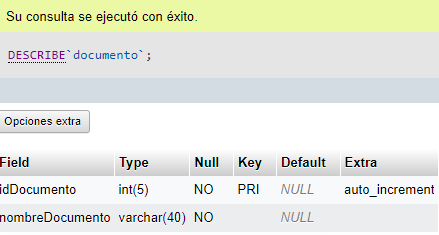 Su consulta se ejecutó con éxito.
DESCRIBE`documento`;
Opciones extra
Field Type Null Key Default Extra
idDocumento int(5) NO PRI NULL auto_increment
nombreDocumento varchar(40) NO NULL